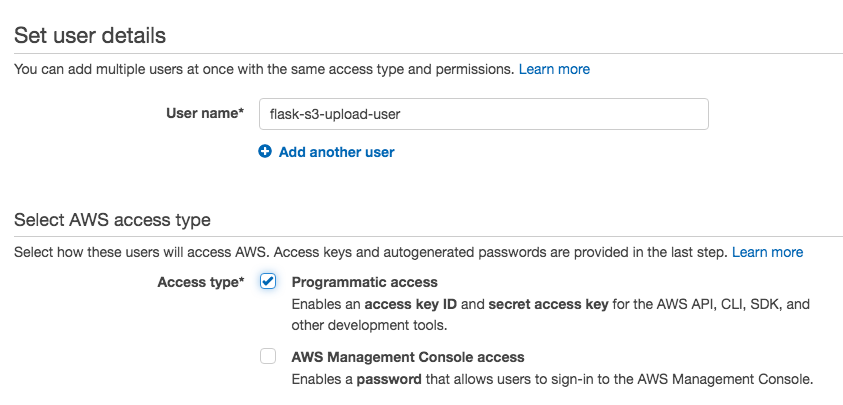 Set user details
You can add multiple users at once with the same access type and permissions. Learn more
User name* flask-s3-upload-user
Add another user
Select AWS access type
Select how these users will access AWS. Access keys and autogenerated passwords are provided in the last step. Learn more
Access type* Programmatic access
Enables an access key ID and secret access key for the AWS API, CLI, SDK, and
other development tools.
AWS Management Console access
Enables a password that allows users to sign-in to the AWS Management Console.